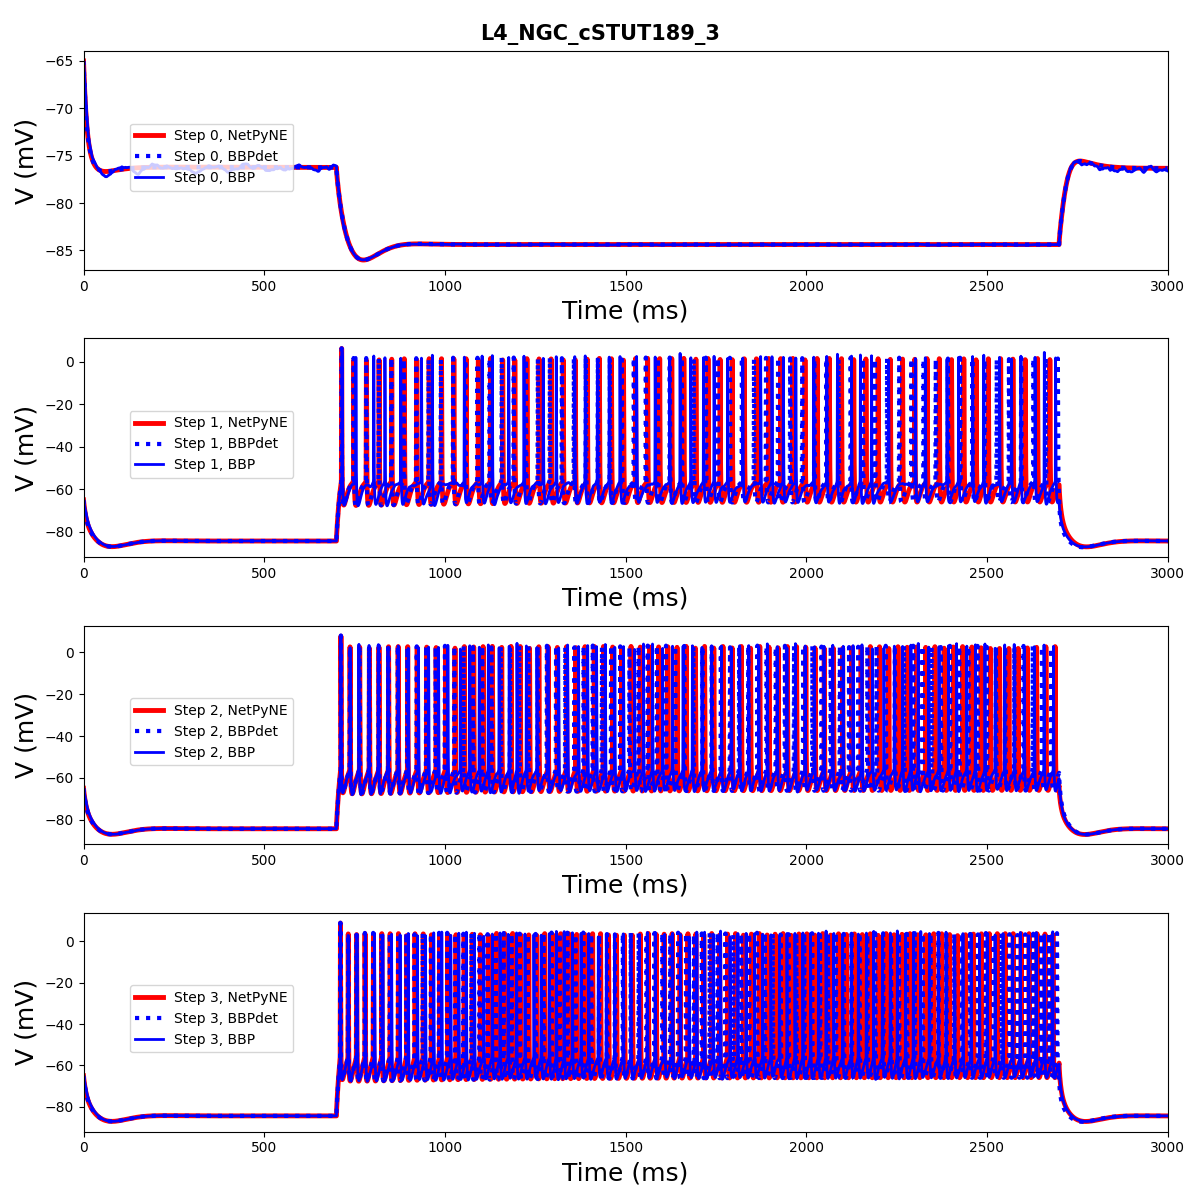 L4_NGC_cSTUT189_3
−65
−70
−75
−80
−85
V (mV)
Step 0, NetPyNE
Step 0, BBPdet
Step 0, BBP
0 500 1000 1500 2000 2500 3000
Time (ms)
0
−20
−40
−60
−80
V (mV)
Step 1, NetPyNE
Step 1, BBPdet
Step 1, BBP
0 500 1000 1500 2000 2500 3000
Time (ms)
0
−20
−40
−60
−80
V (mV)
Step 2, NetPyNE
Step 2, BBPdet
Step 2, BBP
0 500 1000 1500 2000 2500 3000
Time (ms)
0
−20
−40
−60
−80
V (mV)
Step 3, NetPyNE
Step 3, BBPdet
Step 3, BBP
0 500 1000 1500 2000 2500 3000
Time (ms)